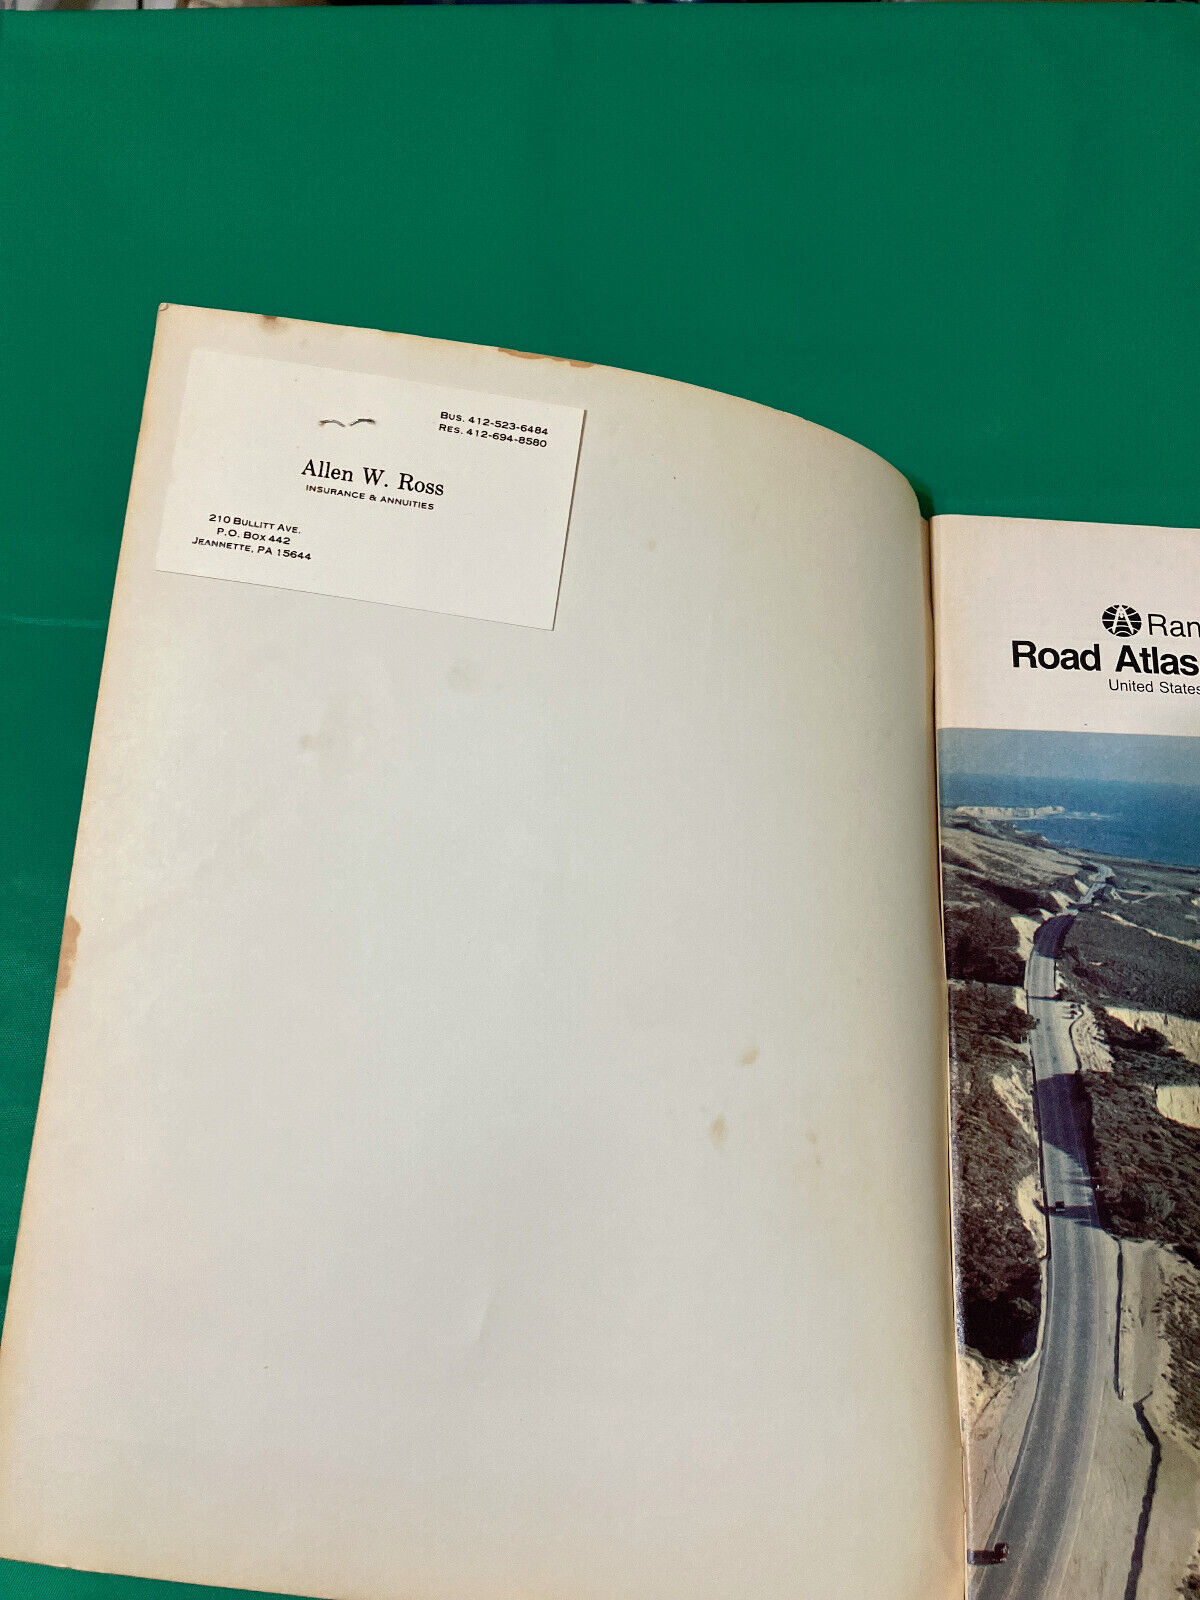 BUS. 412-523-6484
RES. 412-694-8580
Allen W. Ross
INSURANCE & ANNUITIES
210 BULLITT AVE.
P.O. BOX 442
JEANNETTE, PA 15644
Ran
Road Atlas
United States